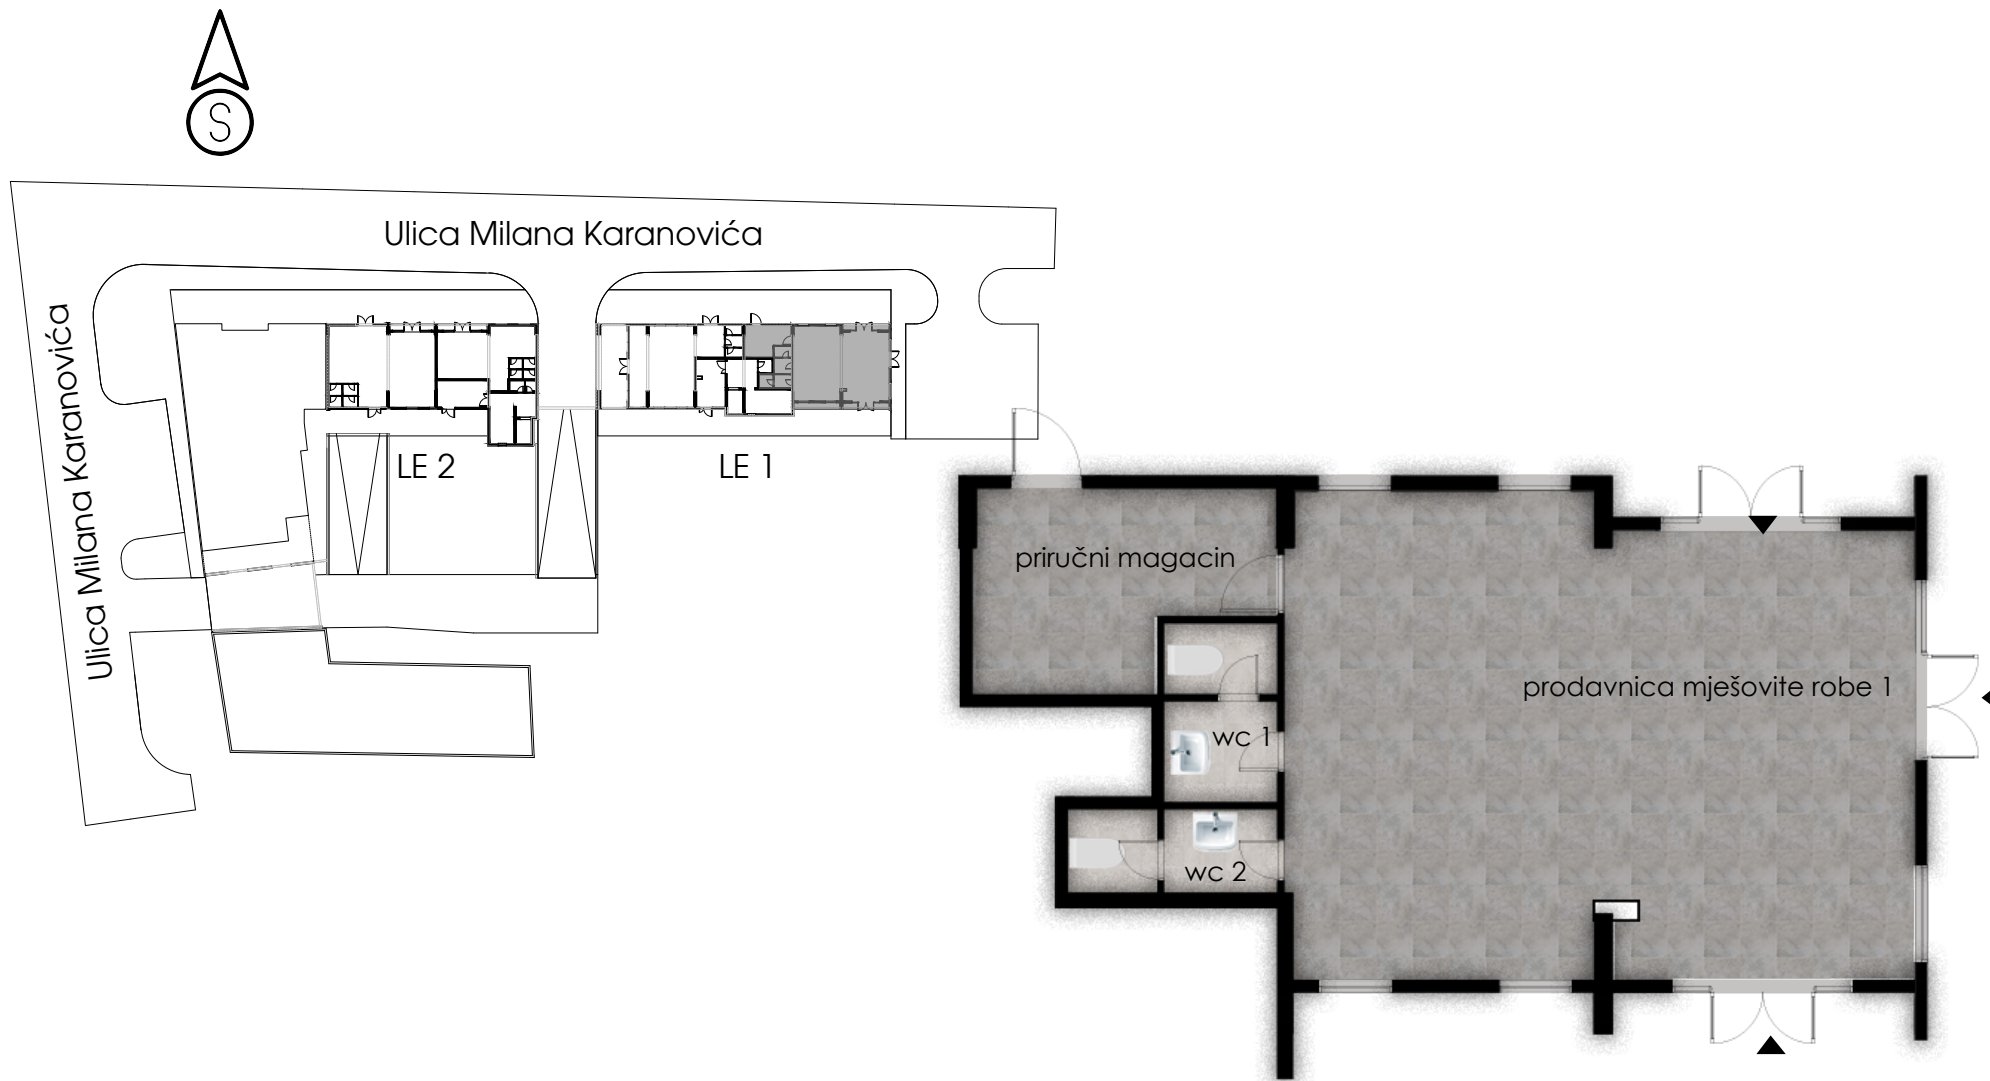 S
Ulica Milana Karanovića
Ulica Milana Karanovića
LE 2
LE 1
priručni magacin
prodavnica mješovite robe 1
wc 1
wc 2